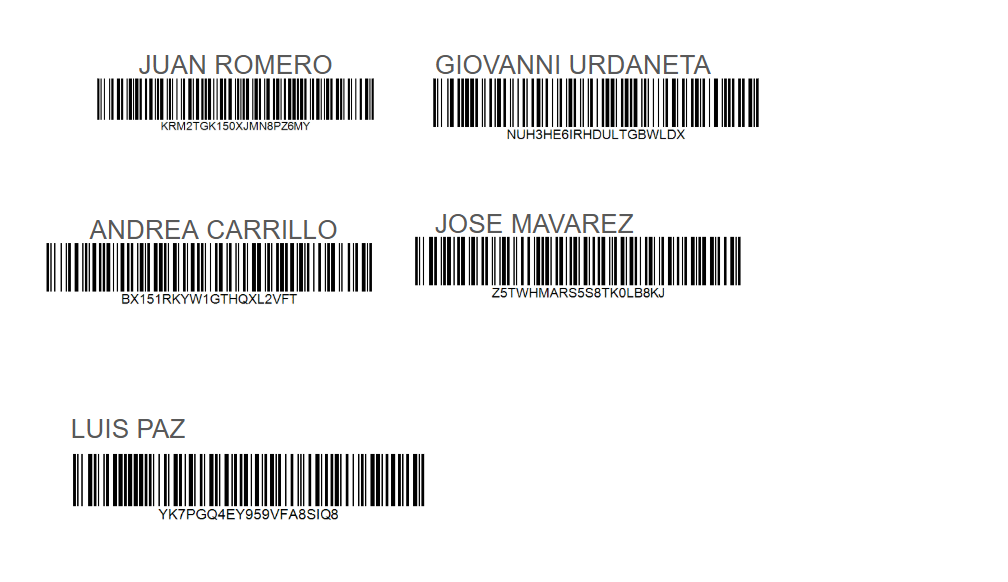 JUAN ROMERO
KRM2TGK150XJMN8PZ6MY
GIOVANNI URDANETA
NUH3HE6IRHDULTGBWLDX
ANDREA CARRILLO
BX151RKYW1GTHQXL2VFT
JOSE MAVAREZ
Z5TWHMARS5S8TK0LB8KJ
LUIS PAZ
YK7PGQ4EY959VFA8SIQ8